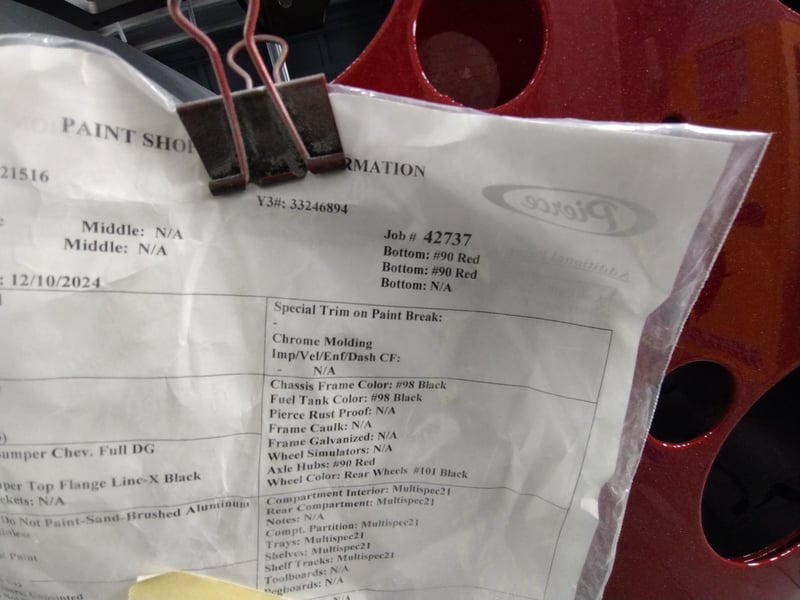 PAINT SHO RMATION
21516
Y3#: 33246894
Pierce
Middle: N/A
Middle: N/A
Job # 42737
Bottom: #90 Red
Bottom: #90 Red
Bottom: N/A
: 12/10/2024
Special Trim on Paint Break:
-
Chrome Molding
Imp/Vel/Enf/Dash CF:
- N/A
Chassis Frame Color: #98 Black
Fuel Tank Color: #98 Black
Pierce Rust Proof: N/A
Frame Caulk: N/A
Frame Galvanized: N/A
Wheel Simulators: N/A
Axle Hubs: #90 Red
Wheel Color: Rear Wheels #101 Black
umper Chev. Full DG
per Top Flange Line-X Black
ckets: N/A
Do Not Paint-Sand-Brushed Aluminum
Paint
Compartment Interior: Multispec21
Rear Compartment: Multispec21
Notes: N/A
Compt. Partition: Multispec21
Trays: Multispec21
Shelves: Multispec21
Shelf Tracks: Multispec21
Toolboards: N/A
Pegboards: N/A
N/A